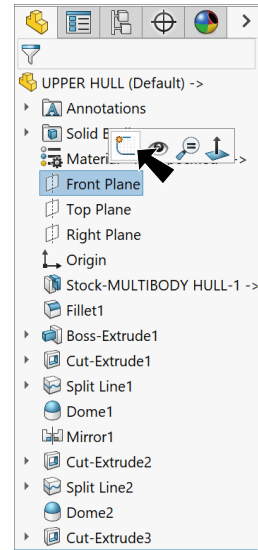 UPPER HULL (Default) ->
Annotations
Solid B
Materi ->
Front Plane
Top Plane
Right Plane
Origin
Stock-MULTIBODY HULL-1 ->
Fillet1
Boss-Extrude1
Cut-Extrude1
Split Line1
Dome1
Mirror1
Cut-Extrude2
Split Line2
Dome2
Cut-Extrude3